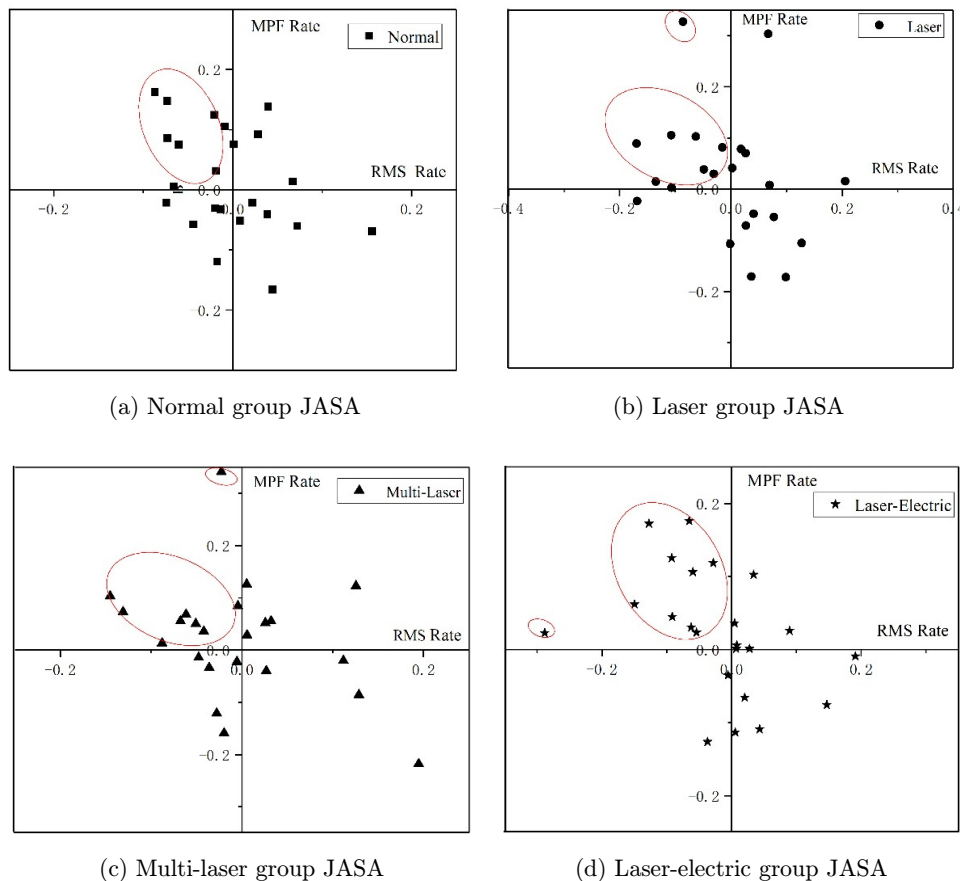 MPF Rate
Normal
0.2
RMS Rate
-0.2
0.0
0.2
-0.2
(a) Normal group JASA
MPF Rate
Laser
0.2
RMS Rate
-0.4
-0.2
0.0
0.2
0.4
-0.2
(b) Laser group JASA
MPF Rate
Multi-Laser
0.2
RMS Rate
-0.2
0.0
0.2
-0.2
(c) Multi-laser group JASA
MPF Rate
0.2
Laser-Electric
RMS Rate
-0.2
0.0
0.2
-0.2
(d) Laser-electric group JASA